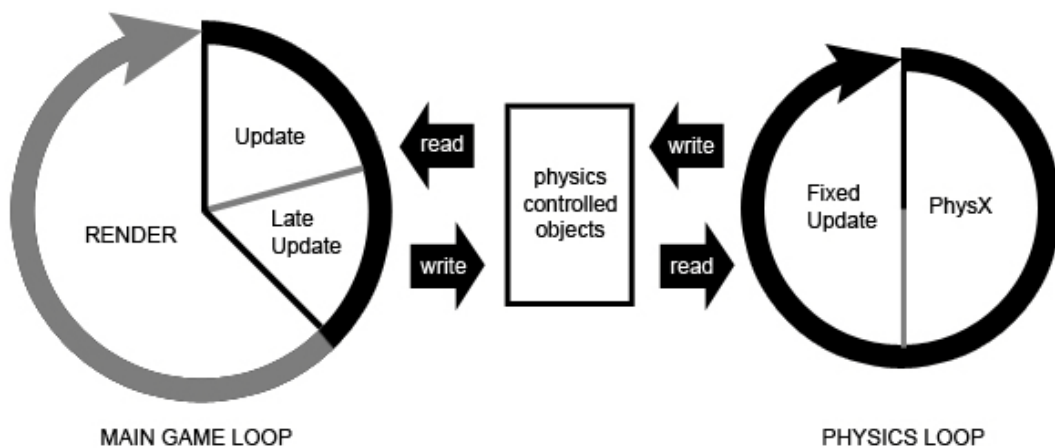 Update
Late
Update
RENDER
read
write
physics
controlled
objects
write
read
Fixed
Update
PhysX
MAIN GAME LOOP
PHYSICS LOOP